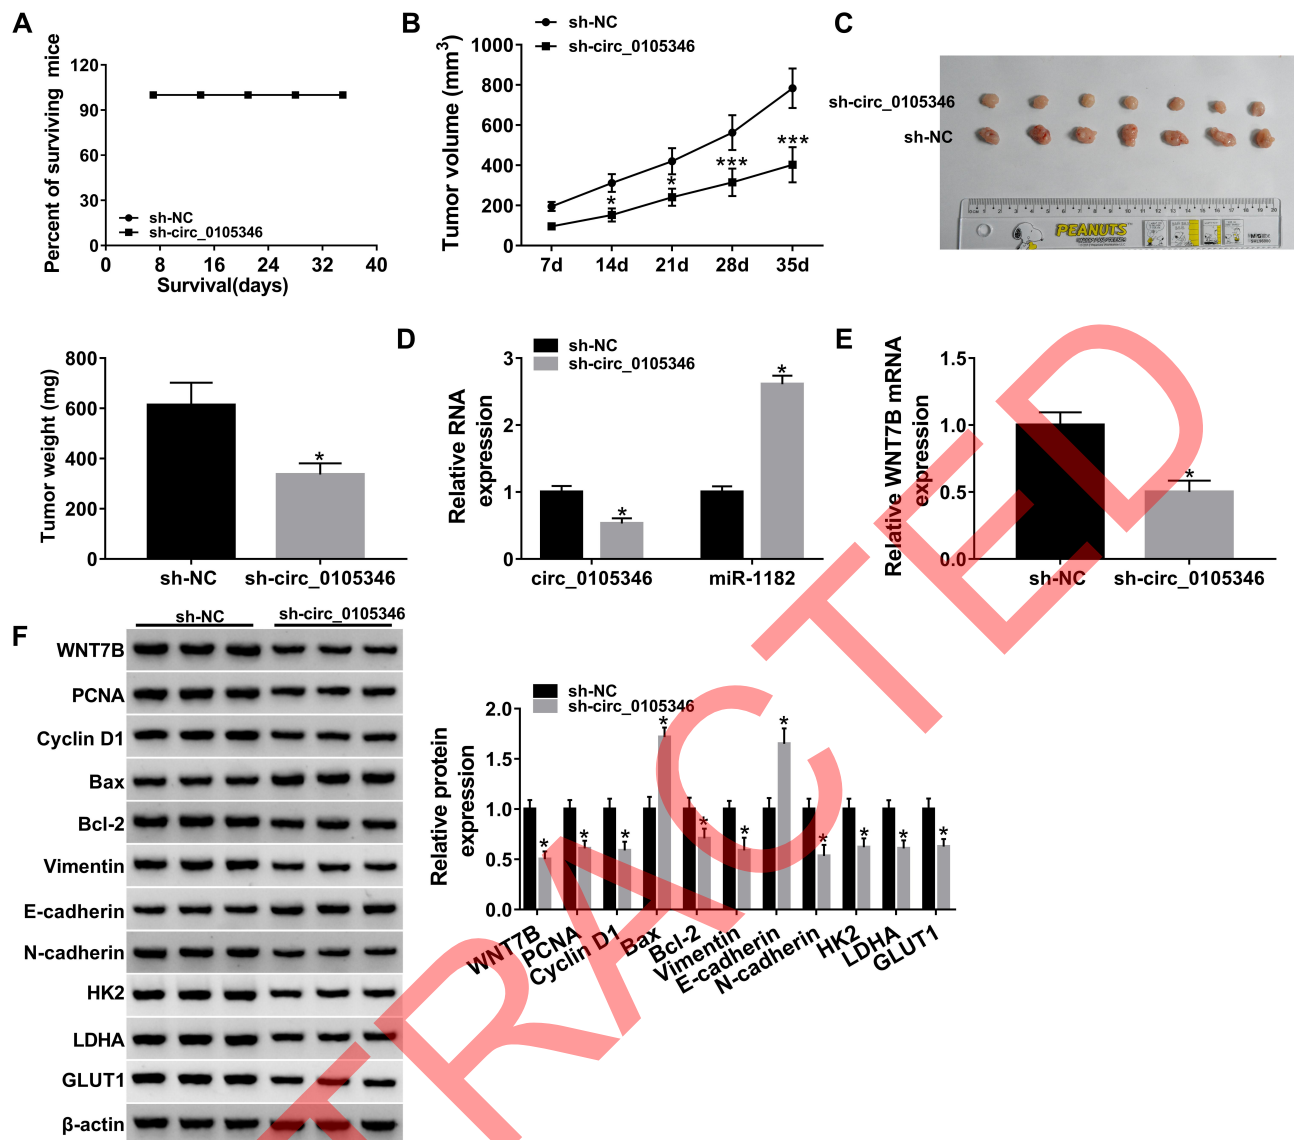 A
Percent of surviving mice
120
90
60
30
0
sh-NC
sh-circ_0105346
0 8 16 24 32 40
Survival(days)
B
sh-NC
sh-circ_0105346
Tumor volume (mm3)
1000
800
600
400
200
0
*
*
***
***
7d 14d 21d 28d 35d
C
sh-circ_0105346
sh-NC
PEANUTS
Tumor weight (mg)
800
600
400
200
0
*
sh-NC sh-circ_0105346
D
sh-NC
sh-circ_0105346
Relative RNA
expression
3
2
1
0
*
*
circ_0105346 miR-1182
E
Relative WNT7B mRNA
expression
1.5
1.0
0.5
0.0
*
sh-NC sh-circ_0105346
F
sh-NC sh-circ_0105346
WNT7B
PCNA
Cyclin D1
Bax
Bcl-2
Vimentin
E-cadherin
N-cadherin
HK2
LDHA
GLUT1
β-actin
sh-NC
sh-circ_0105346
Relative protein
expression
2.0
1.5
1.0
0.5
0.0
* * * * * * * * * * *
WNT7B PCNA Cyclin D1 Bax Bcl-2 Vimentin E-cadherin N-cadherin HK2 LDHA GLUT1
TRACTED